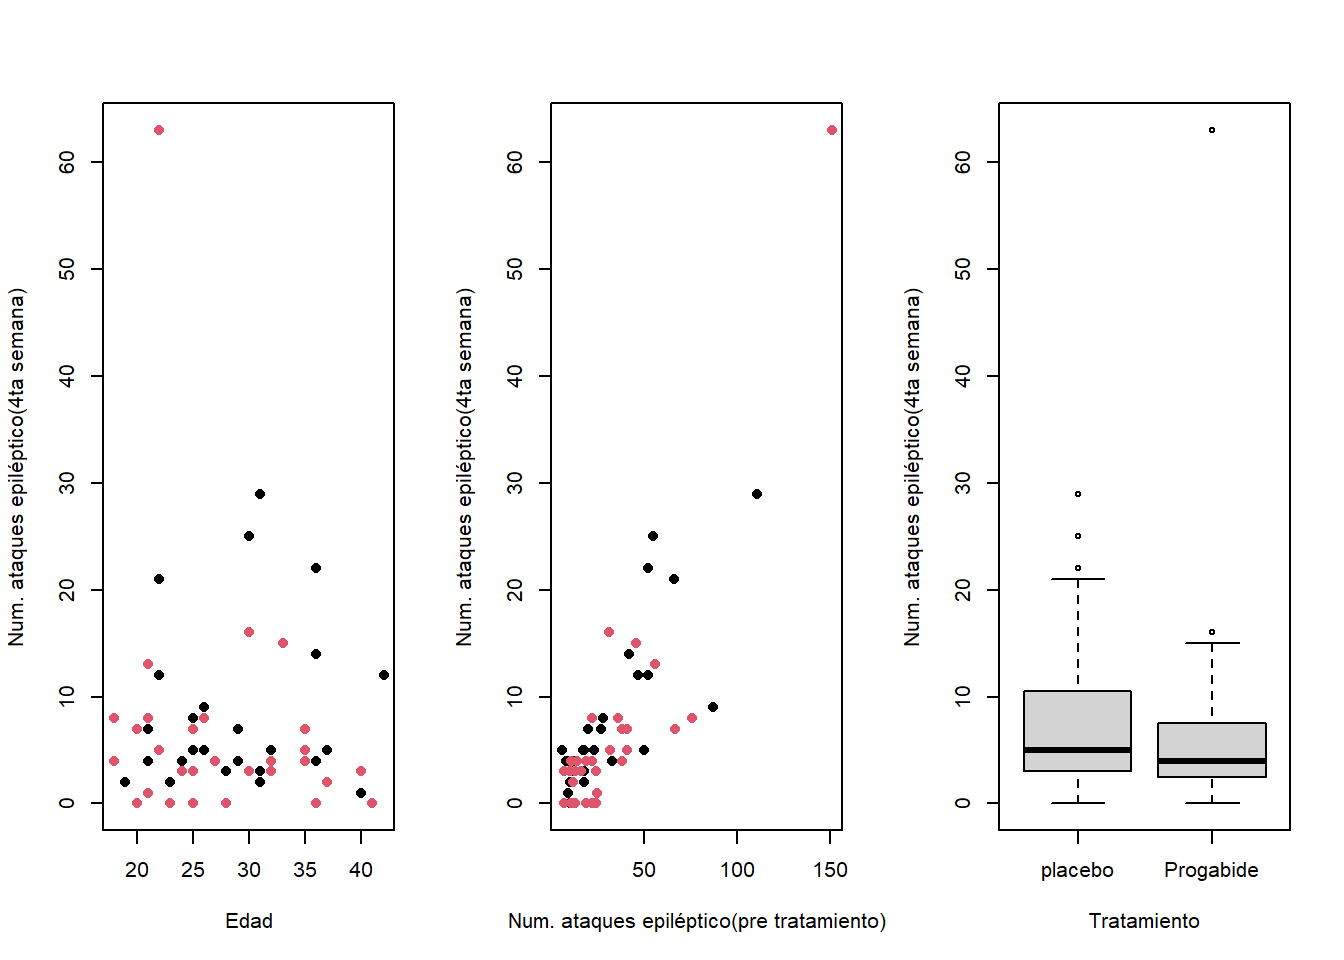 Num. ataques epiléptico(4ta semana)
0 10 20 30 40 50 60
20 25 30 35 40
Edad
Num. ataques epiléptico(4ta semana)
0 10 20 30 40 50 60
50 100 150
Num. ataques epiléptico(pre tratamiento)
Num. ataques epiléptico(4ta semana)
0 10 20 30 40 50 60
placebo Progabide
Tratamiento